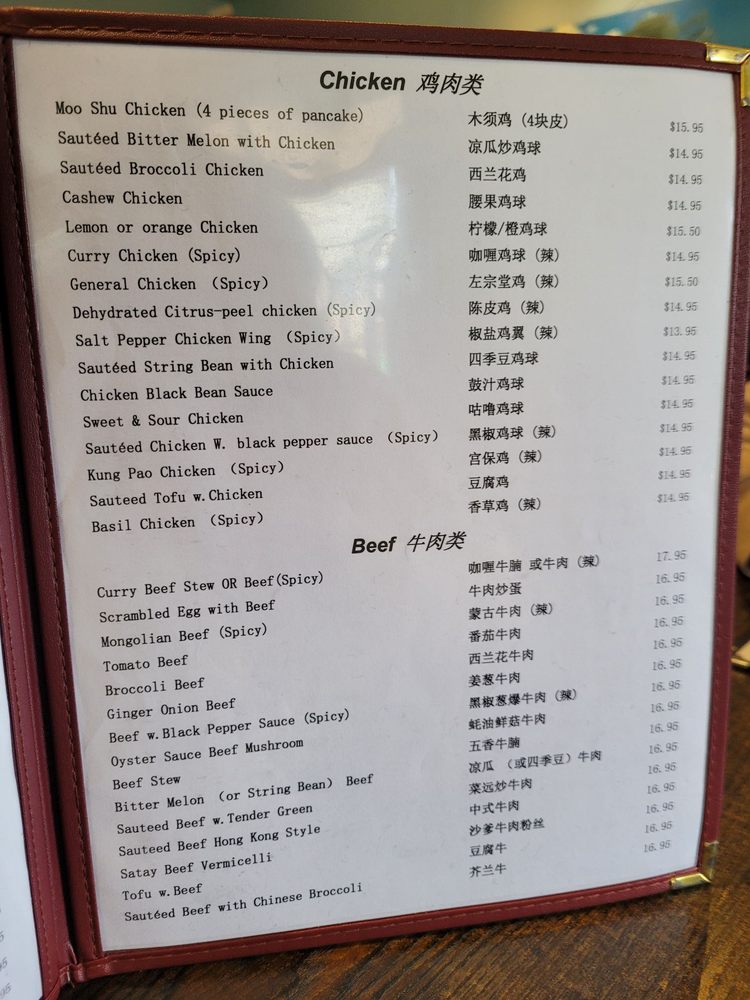 Chicken 鸡肉类
Moo Shu Chicken (4 pieces of pancake) 木须鸡 (4块皮) $15.95
Sautéed Bitter Melon with Chicken 凉瓜炒鸡球 $14.95
Sautéed Broccoli Chicken 西兰花鸡 $14.95
Cashew Chicken 腰果鸡球 $14.95
Lemon or orange Chicken 柠檬/橙鸡球 $15.50
Curry Chicken (Spicy) 咖喱鸡球 (辣) $14.95
General Chicken （Spicy） 左宗堂鸡 (辣) $15.50
Dehydrated Citrus-peel chicken (Spicy) 陈皮鸡 (辣) $14.95
Salt Pepper Chicken Wing （Spicy） 椒盐鸡翼 (辣) $13.95
Sautéed String Bean with Chicken 四季豆鸡球 $14.95
Chicken Black Bean Sauce 鼓汁鸡球 $14.95
Sweet & Sour Chicken 咕噜鸡球 $14.95
Sautéed Chicken W. black pepper sauce （Spicy） 黑椒鸡球 (辣) $14.95
Kung Pao Chicken （Spicy） 宫保鸡 (辣) $14.95
Sauteed Tofu w.Chicken 豆腐鸡 $14.95
Basil Chicken （Spicy） 香草鸡 (辣) $14.95
Beef 牛肉类
Curry Beef Stew OR Beef(Spicy) 咖喱牛腩 或牛肉 (辣) 17.95
Scrambled Egg with Beef 牛肉炒蛋 16.95
Mongolian Beef (Spicy) 蒙古牛肉 (辣) 16.95
Tomato Beef 番茄牛肉 16.95
Broccoli Beef 西兰花牛肉 16.95
Ginger Onion Beef 姜葱牛肉 16.95
Beef w.Black Pepper Sauce (Spicy) 黑椒葱爆牛肉 (辣) 16.95
Oyster Sauce Beef Mushroom 蚝油鲜菇牛肉 16.95
Beef Stew 五香牛腩 16.95
Bitter Melon （or String Bean） Beef 凉瓜 （或四季豆）牛肉 16.95
Sauteed Beef w.Tender Green 菜远炒牛肉 16.95
Sauteed Beef Hong Kong Style 中式牛肉 16.95
Satay Beef Vermicelli 沙爹牛肉粉丝 16.95
Tofu w.Beef 豆腐牛 16.95
Sautéed Beef with Chinese Broccoli 芥兰牛 16.95